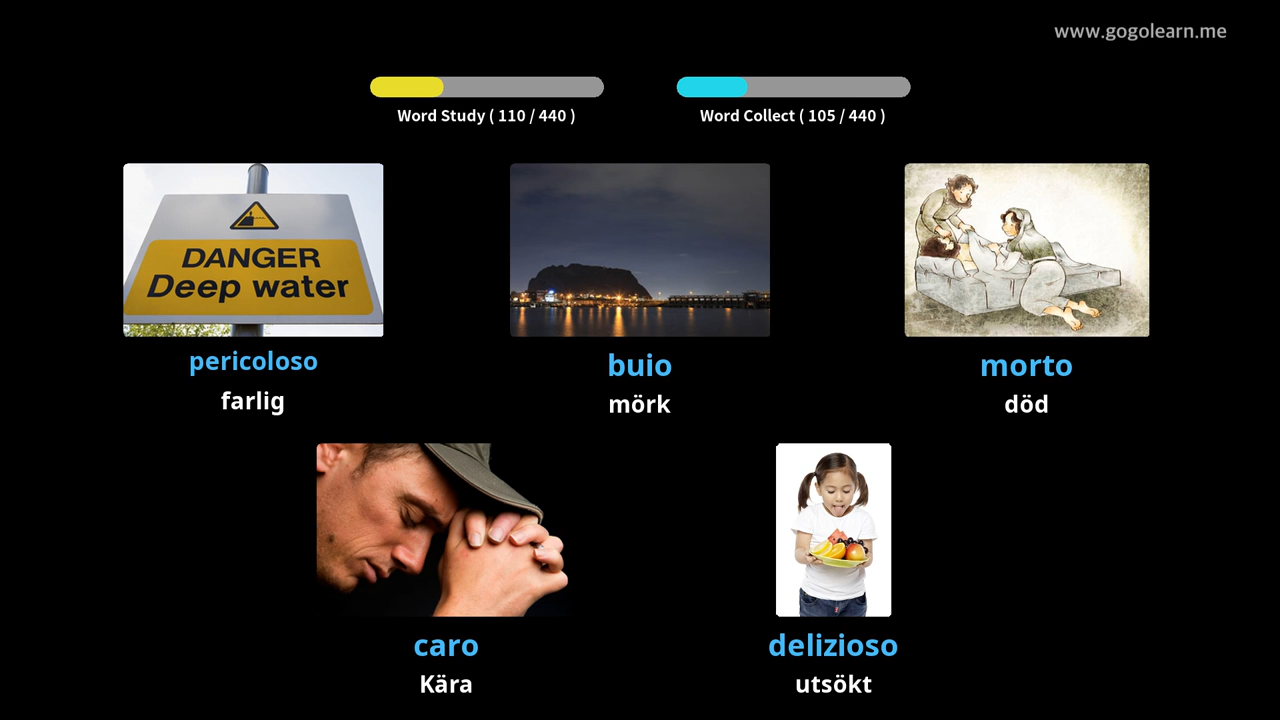 www.gogolearn.me
Word Study ( 110 / 440 )
Word Collect ( 105 / 440 )
DANGER
Deep water
pericoloso
farlig
buio
mörk
morto
död
caro
Kära
delizioso
utsökt